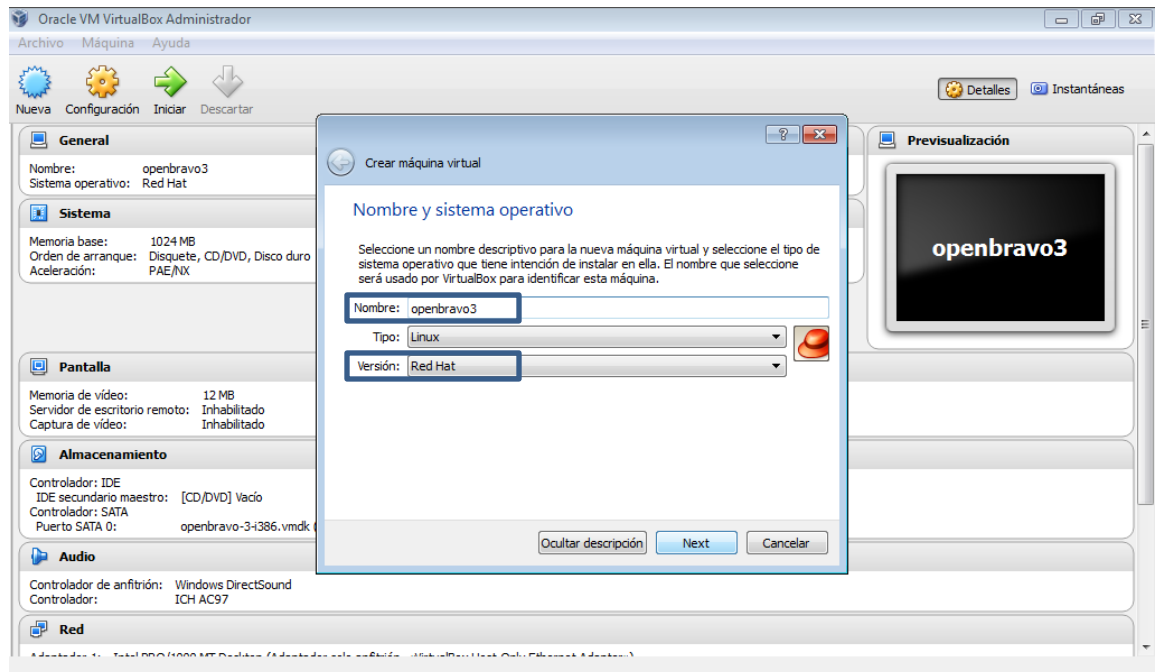 Oracle VM VirtualBox Administrador
Archivo Máquina Ayuda
Nueva Configuración Iniciar Descartar
Detalles Instantáneas
General
Nombre: openbravo3
Sistema operativo: Red Hat
Sistema
Memoria base: 1024 MB
Orden de arranque: Disquete, CD/DVD, Disco duro
Aceleración: PAE/NX
Pantalla
Memoria de vídeo: 12 MB
Servidor de escritorio remoto: Inhabilitado
Captura de vídeo: Inhabilitado
Almacenamiento
Controlador: IDE
IDE secundario maestro: [CD/DVD] Vacío
Controlador: SATA
Puerto SATA 0: openbravo-3-i386.vmdk (
Audio
Controlador de anfitrión: Windows DirectSound
Controlador: ICH AC97
Red
Crear máquina virtual
Nombre y sistema operativo
Seleccione un nombre descriptivo para la nueva máquina virtual y seleccione el tipo de
sistema operativo que tiene intención de instalar en ella. El nombre que seleccione
será usado por VirtualBox para identificar esta máquina.
Nombre: openbravo3
Tipo: Linux
Versión: Red Hat
Ocultar descripción Next Cancelar
Previsualización
openbravo3